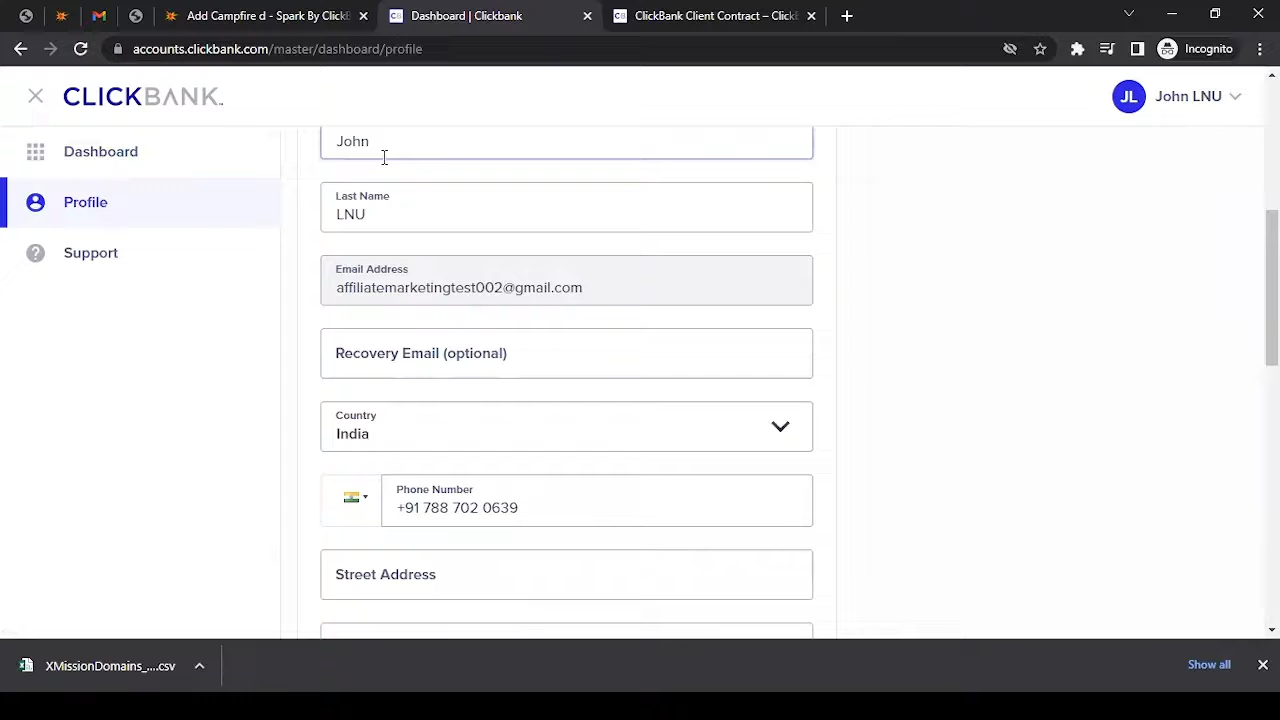 Add Campfire d - Spark By ClickB
Dashboard | Clickbank
ClickBank Client Contract – ClickB
accounts.clickbank.com/master/dashboard/profile
Incognito
CLICKBANK
JL
John LNU
Dashboard
Profile
Support
John
Last Name
LNU
Email Address
affiliatemarketingtest002@gmail.com
Recovery Email (optional)
Country
India
Phone Number
+91 788 702 0639
Street Address
XMissionDomains_....csv
Show all